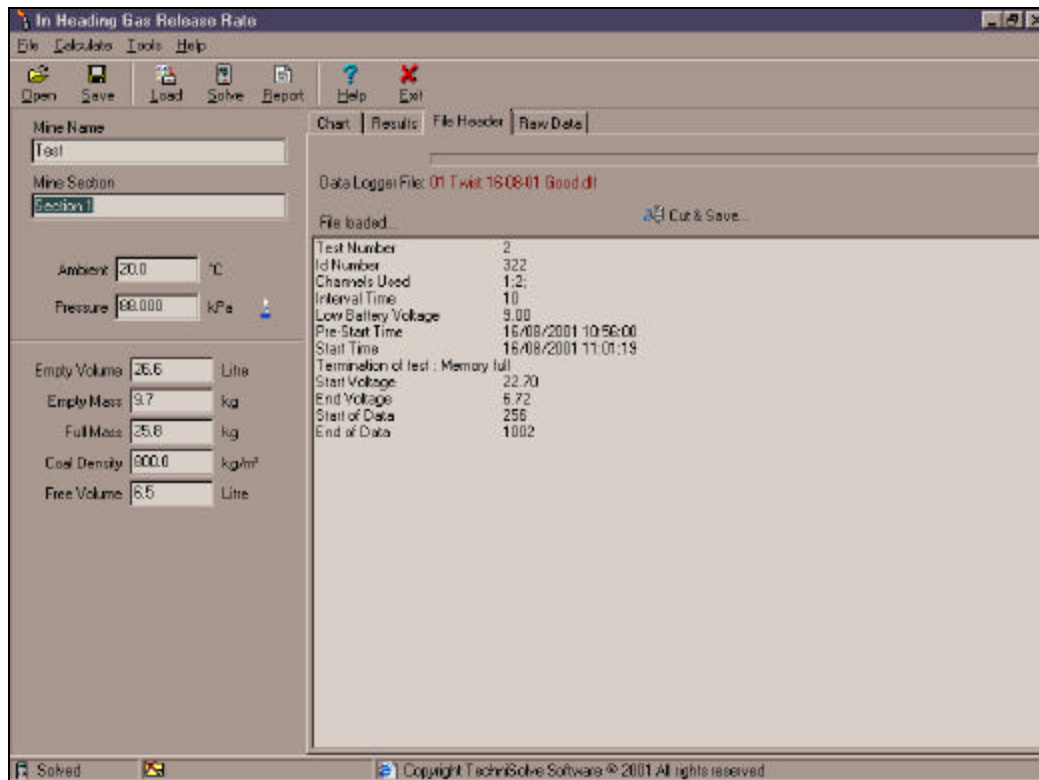 In Heading Gas Release Rate
File Calculate Tools Help
Open Save Load Solve Report Help Exit
Mine Name
Test
Mine Section
Section 1
Ambient 20.0 °C
Pressure 88.000 kPa
Empty Volume 26.6 Litre
Empty Mass 9.7 kg
Full Mass 25.8 kg
Coal Density 800.0 kg/m³
Free Volume 6.5 Litre
Chart Results File Header Raw Data
Data Logger File: 01 Twist 16-08-01 Good.dlt
File loaded...
Cut & Save...
Test Number 2
Id Number 322
Channels Used 1;2;
Interval Time 10
Low Battery Voltage 9.00
Pre-Start Time 16/08/2001 10:56:00
Start Time 16/08/2001 11:01:19
Termination of test : Memory full
Start Voltage 22.70
End Voltage 6.72
Start of Data 256
End of Data 1002
Solved
Copyright TechniSolve Software © 2001 All rights reserved